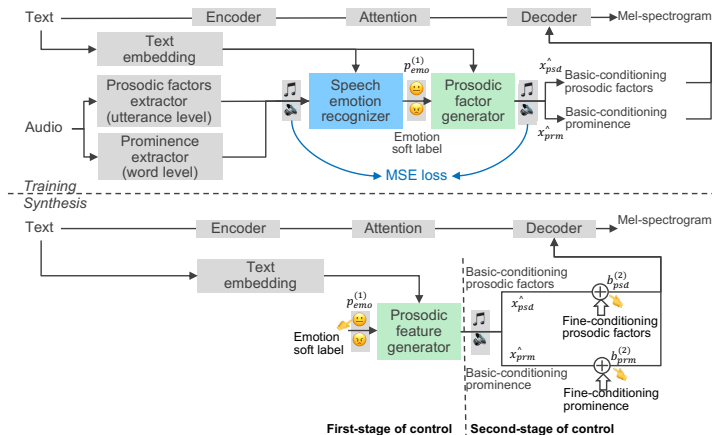 Text
Encoder
Attention
Decoder
Mel-spectrogram
Text
embedding
Prosodic factors
extractor
(utterance level)
Audio
Prominence
extractor
(word level)
Speech
emotion
recognizer
p_{emo}^{(1)}
Emotion
soft label
Prosodic
factor
generator
x̂_{psd}
Basic-conditioning
prosodic factors
Basic-conditioning
prominence
x̂_{prm}
MSE loss
Training
Synthesis
Text
Encoder
Attention
Decoder
Mel-spectrogram
Text
embedding
p_{emo}^{(1)}
Emotion
soft label
Prosodic
feature
generator
Basic-conditioning
prosodic factors
x̂_{psd}
b_{psd}^{(2)}
Fine-conditioning
prosodic factors
x̂_{prm}
Basic-conditioning
prominence
b_{prm}^{(2)}
Fine-conditioning
prominence
First-stage of control
Second-stage of control